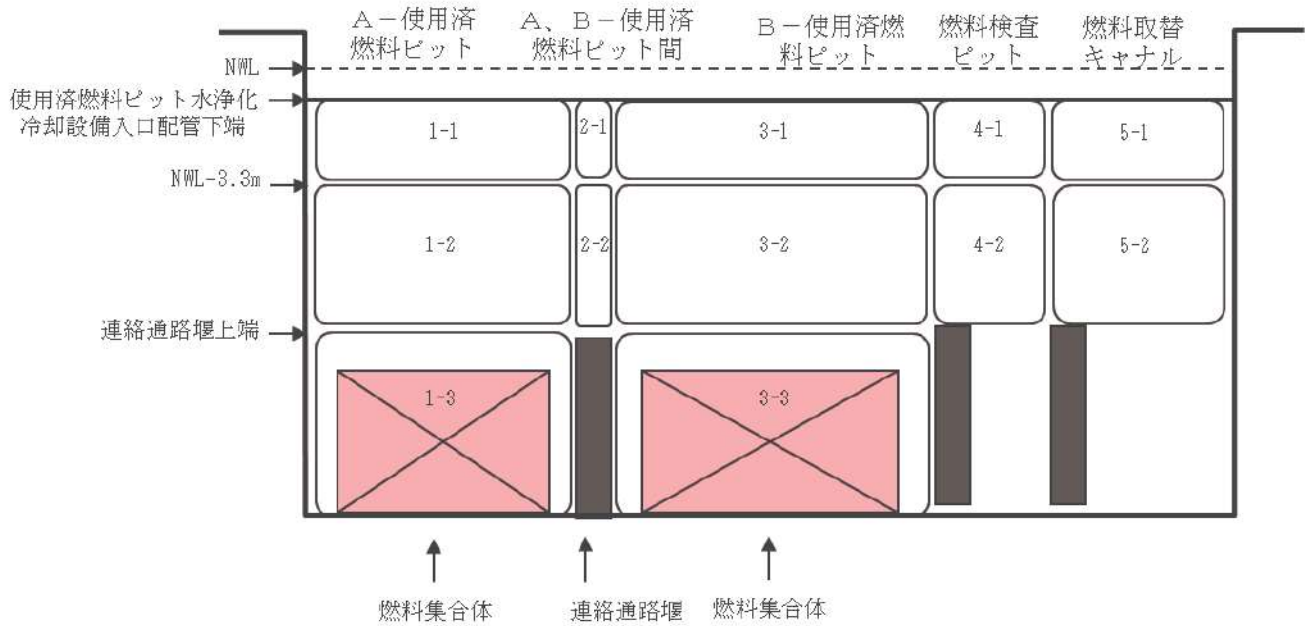 A－使用済
燃料ピット
A、B－使用済
燃料ピット間
B－使用済燃
料ピット
燃料検査
ピット
燃料取替
キャナル
NWL
使用済燃料ピット水浄化
冷却設備入口配管下端
1-1
2-1
3-1
4-1
5-1
NWL-3.3m
1-2
2-2
3-2
4-2
5-2
連絡通路堰上端
1-3
3-3
燃料集合体
連絡通路堰
燃料集合体